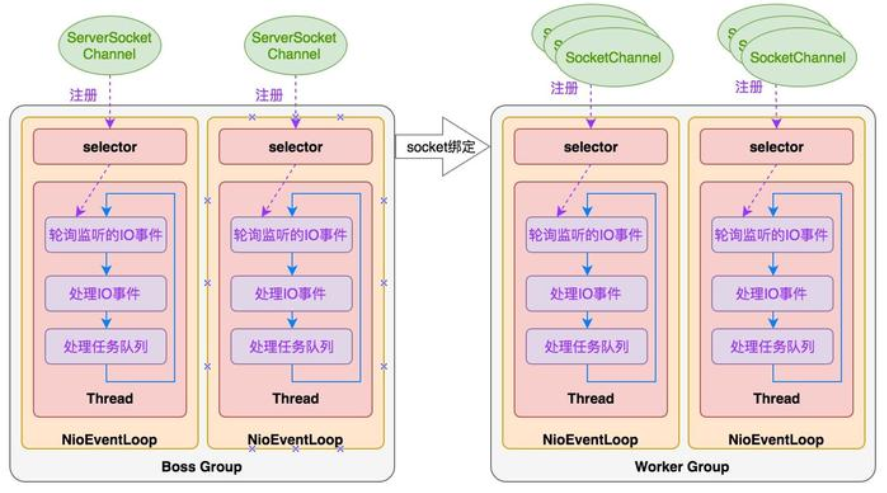 ServerSocket
Channel
ServerSocket
Channel
SocketChannel
SocketChannel
注册
注册
注册
注册
selector
selector
socket绑定
selector
selector
轮询监听的IO事件
轮询监听的IO事件
轮询监听的IO事件
轮询监听的IO事件
处理IO事件
处理IO事件
处理IO事件
处理IO事件
处理任务队列
处理任务队列
处理任务队列
处理任务队列
Thread
Thread
Thread
Thread
NioEventLoop
NioEventLoop
NioEventLoop
NioEventLoop
Boss Group
Worker Group